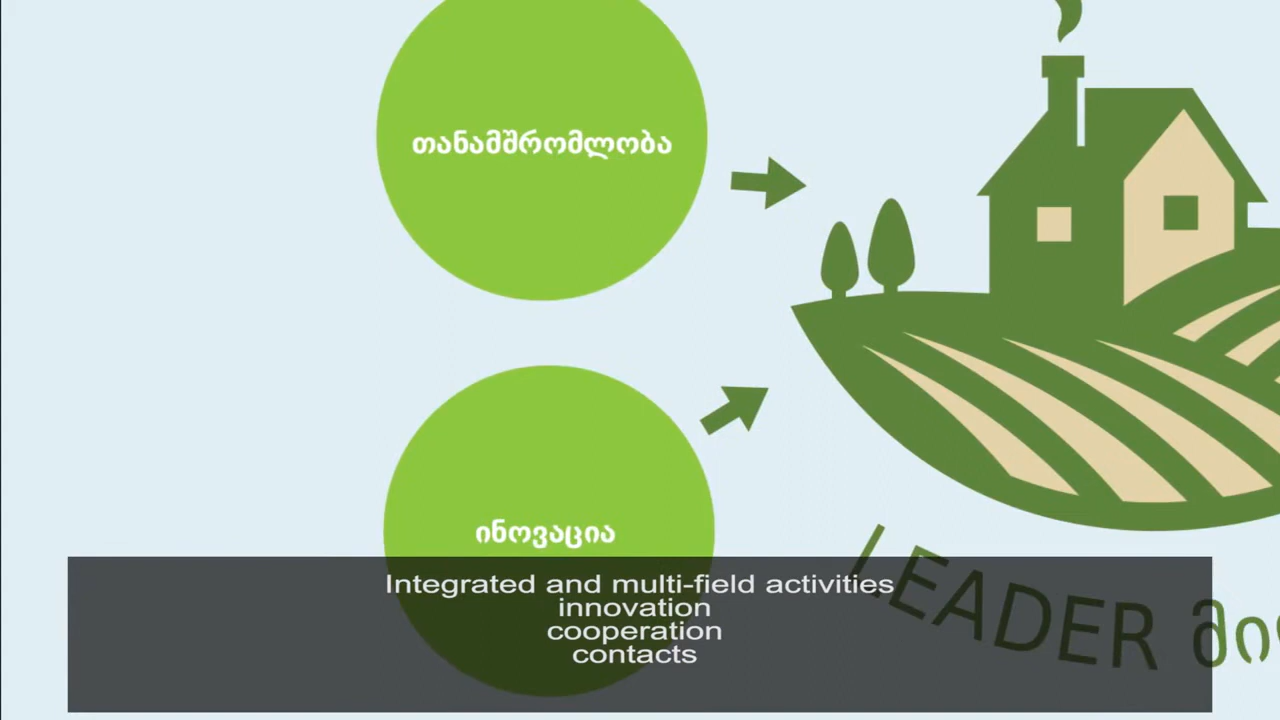 თანამშრომლობა
ინოვაცია
LEADER
Integrated and multi-field activities
innovation
cooperation
contacts